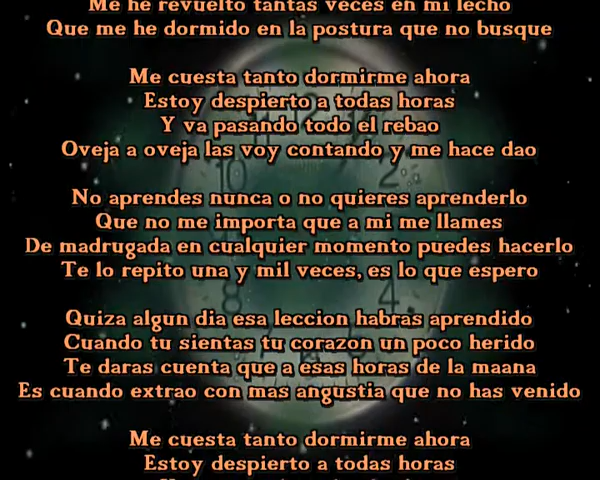 Me he revuelto tantas veces en mi lecho
Que me he dormido en la postura que no busque
Me cuesta tanto dormirme ahora
Estoy despierto a todas horas
Y va pasando todo el rebao
Oveja a oveja las voy contando y me hace dao
No aprendes nunca o no quieres aprenderlo
Que no me importa que a mi me llames
De madrugada en cualquier momento puedes hacerlo
Te lo repito una y mil veces, es lo que espero
Quiza algun dia esa leccion habras aprendido
Cuando tu sientas tu corazon un poco herido
Te daras cuenta que a esas horas de la maana
Es cuando extrao con mas angustia que no has venido
Me cuesta tanto dormirme ahora
Estoy despierto a todas horas
12
10
2
8
4